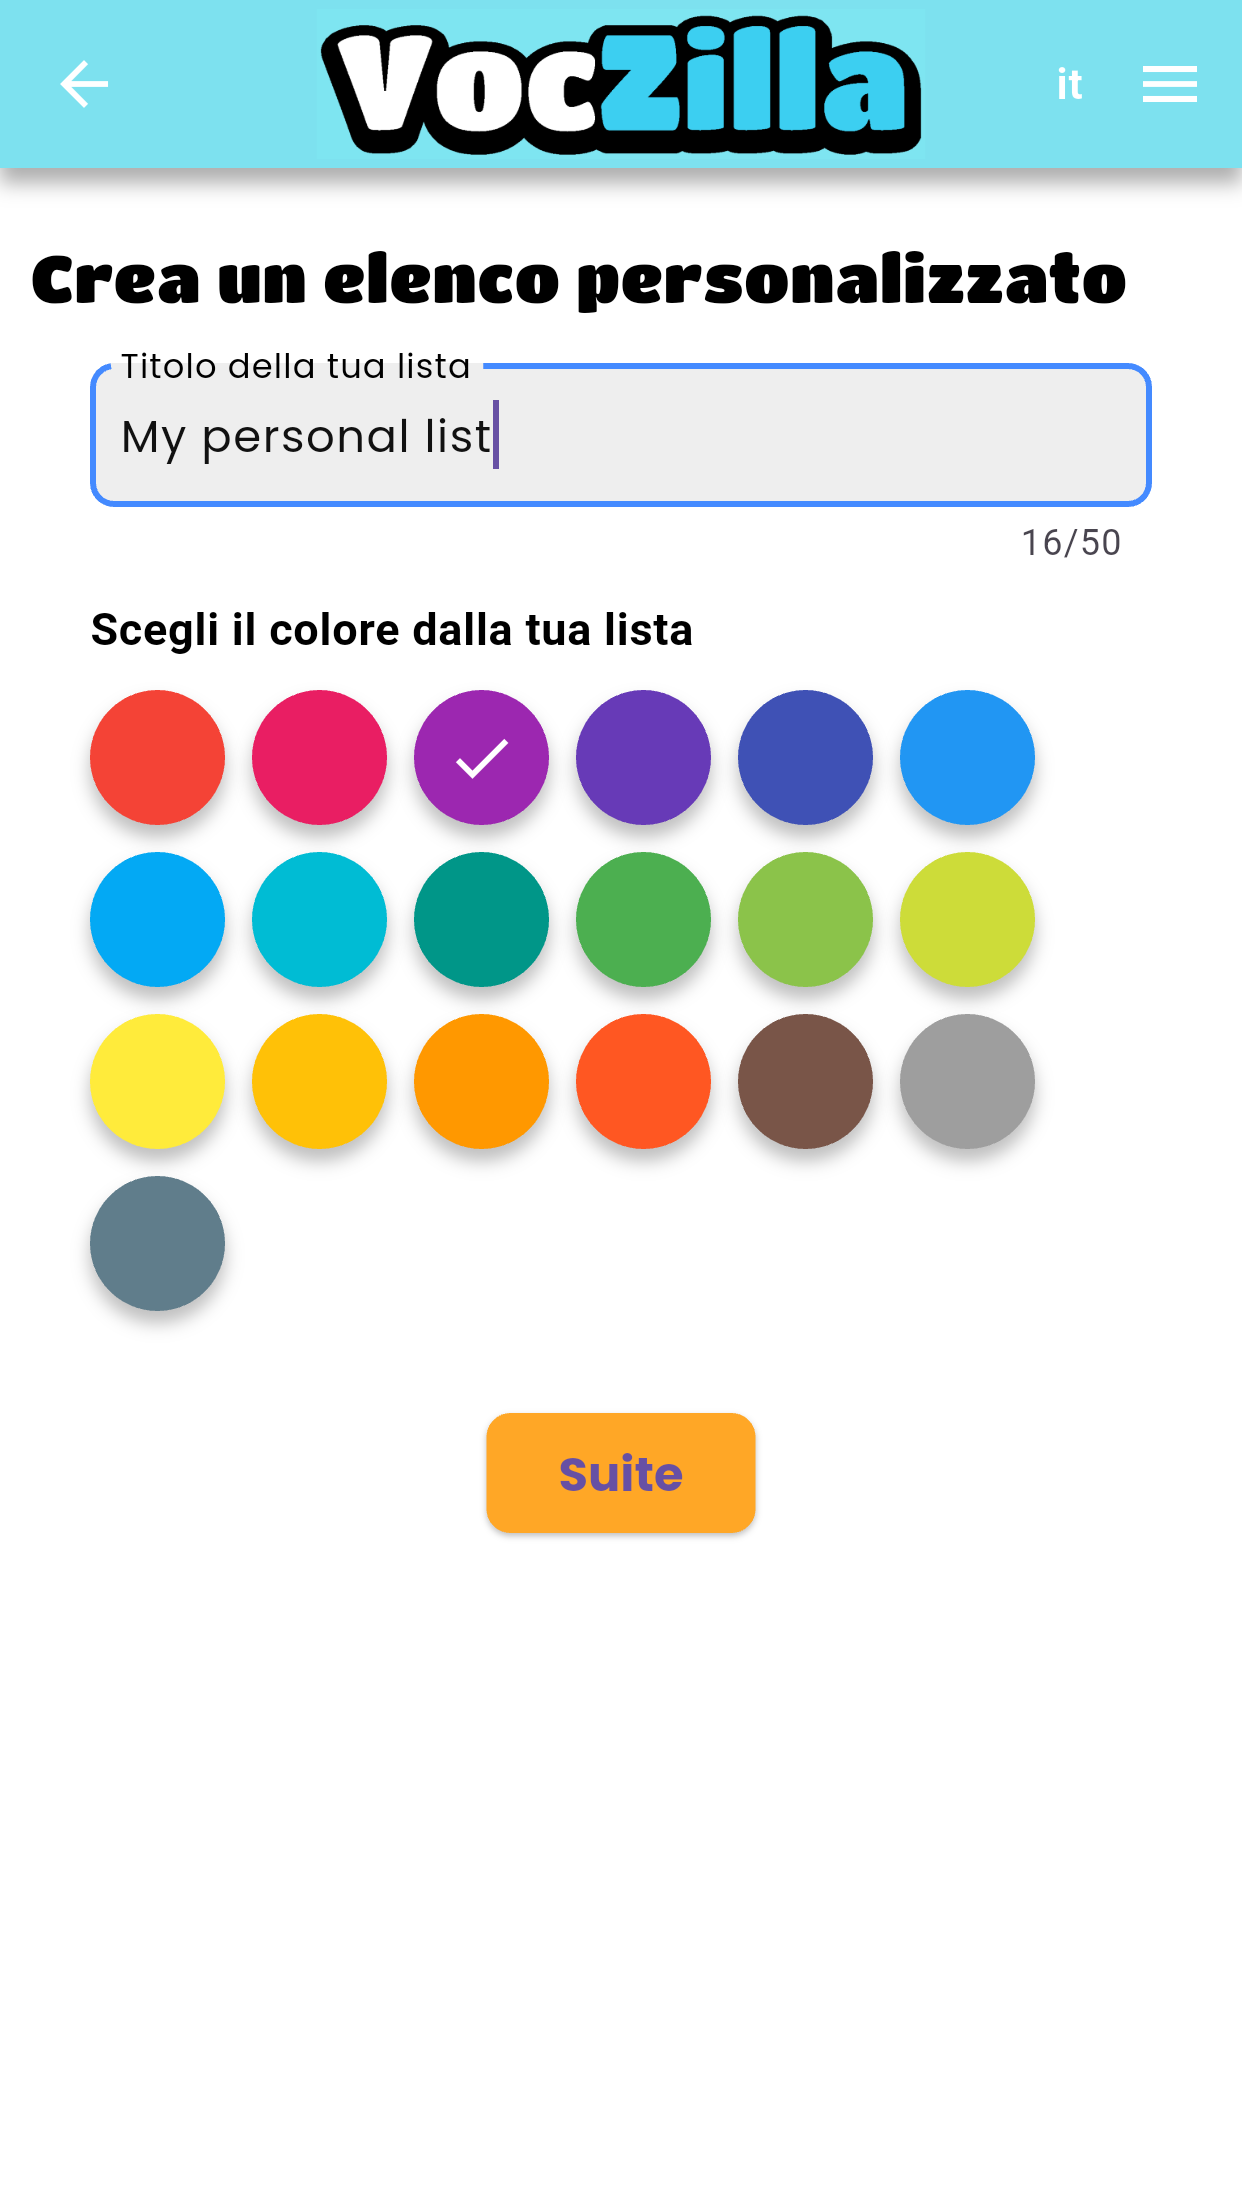 VocZilla
it
Crea un elenco personalizzato
Titolo della tua lista
My personal list
16/50
Scegli il colore dalla tua lista
Suite